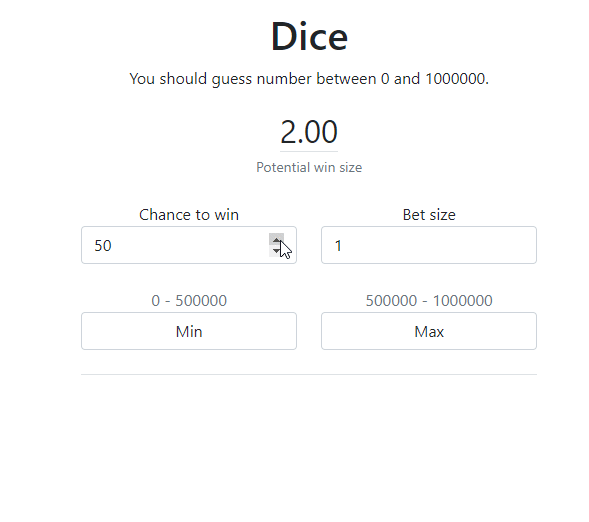 Dice
You should guess number between 0 and 1000000.
2.00
Potential win size
Chance to win Bet size
50 1
0 - 500000 500000 - 1000000
Min Max